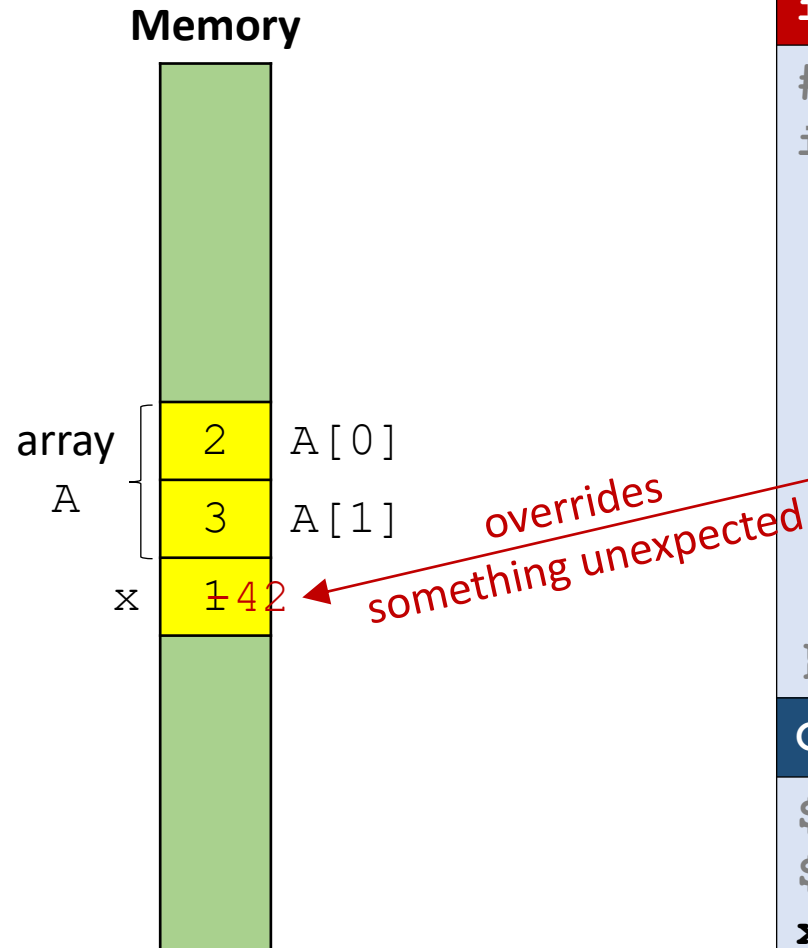 Memory
array
A
2 A[0]
3 A[1]
x 1 42
overrides
something unexpected
#
$
$